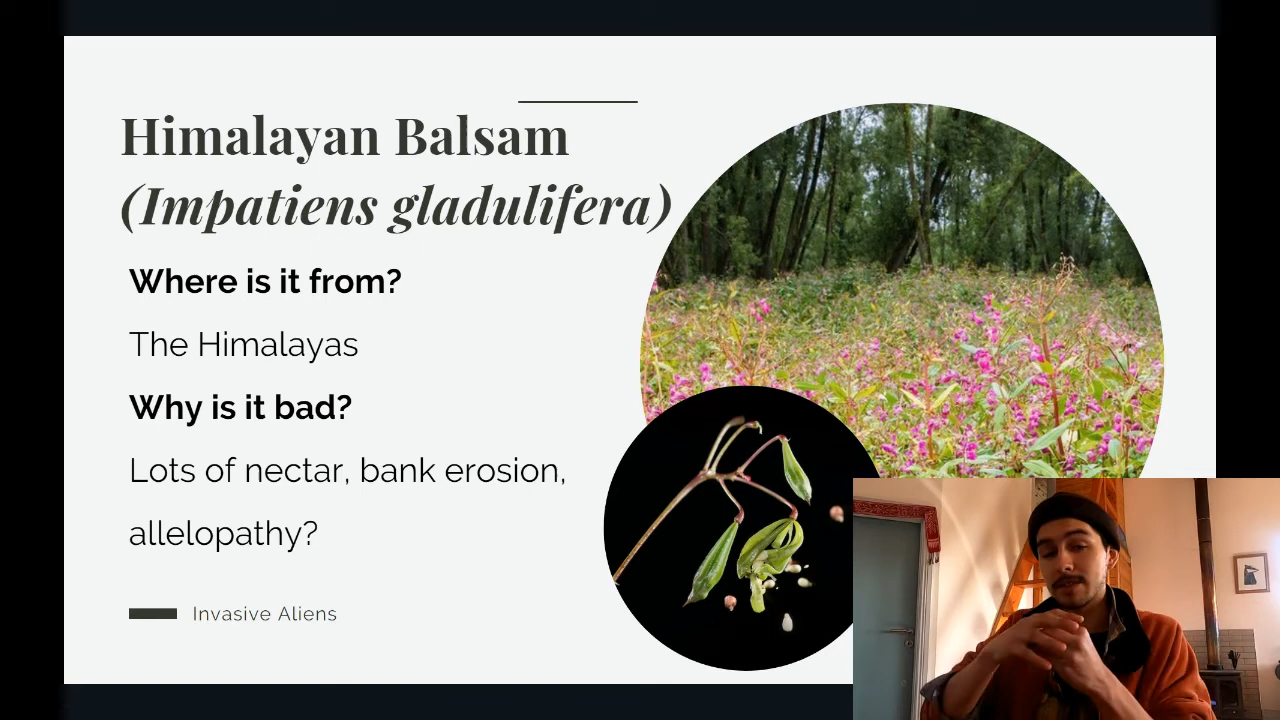 Himalayan Balsam
(Impatiens gladulifera)
Where is it from?
The Himalayas
Why is it bad?
Lots of nectar, bank erosion,
allelopathy?
Invasive Aliens